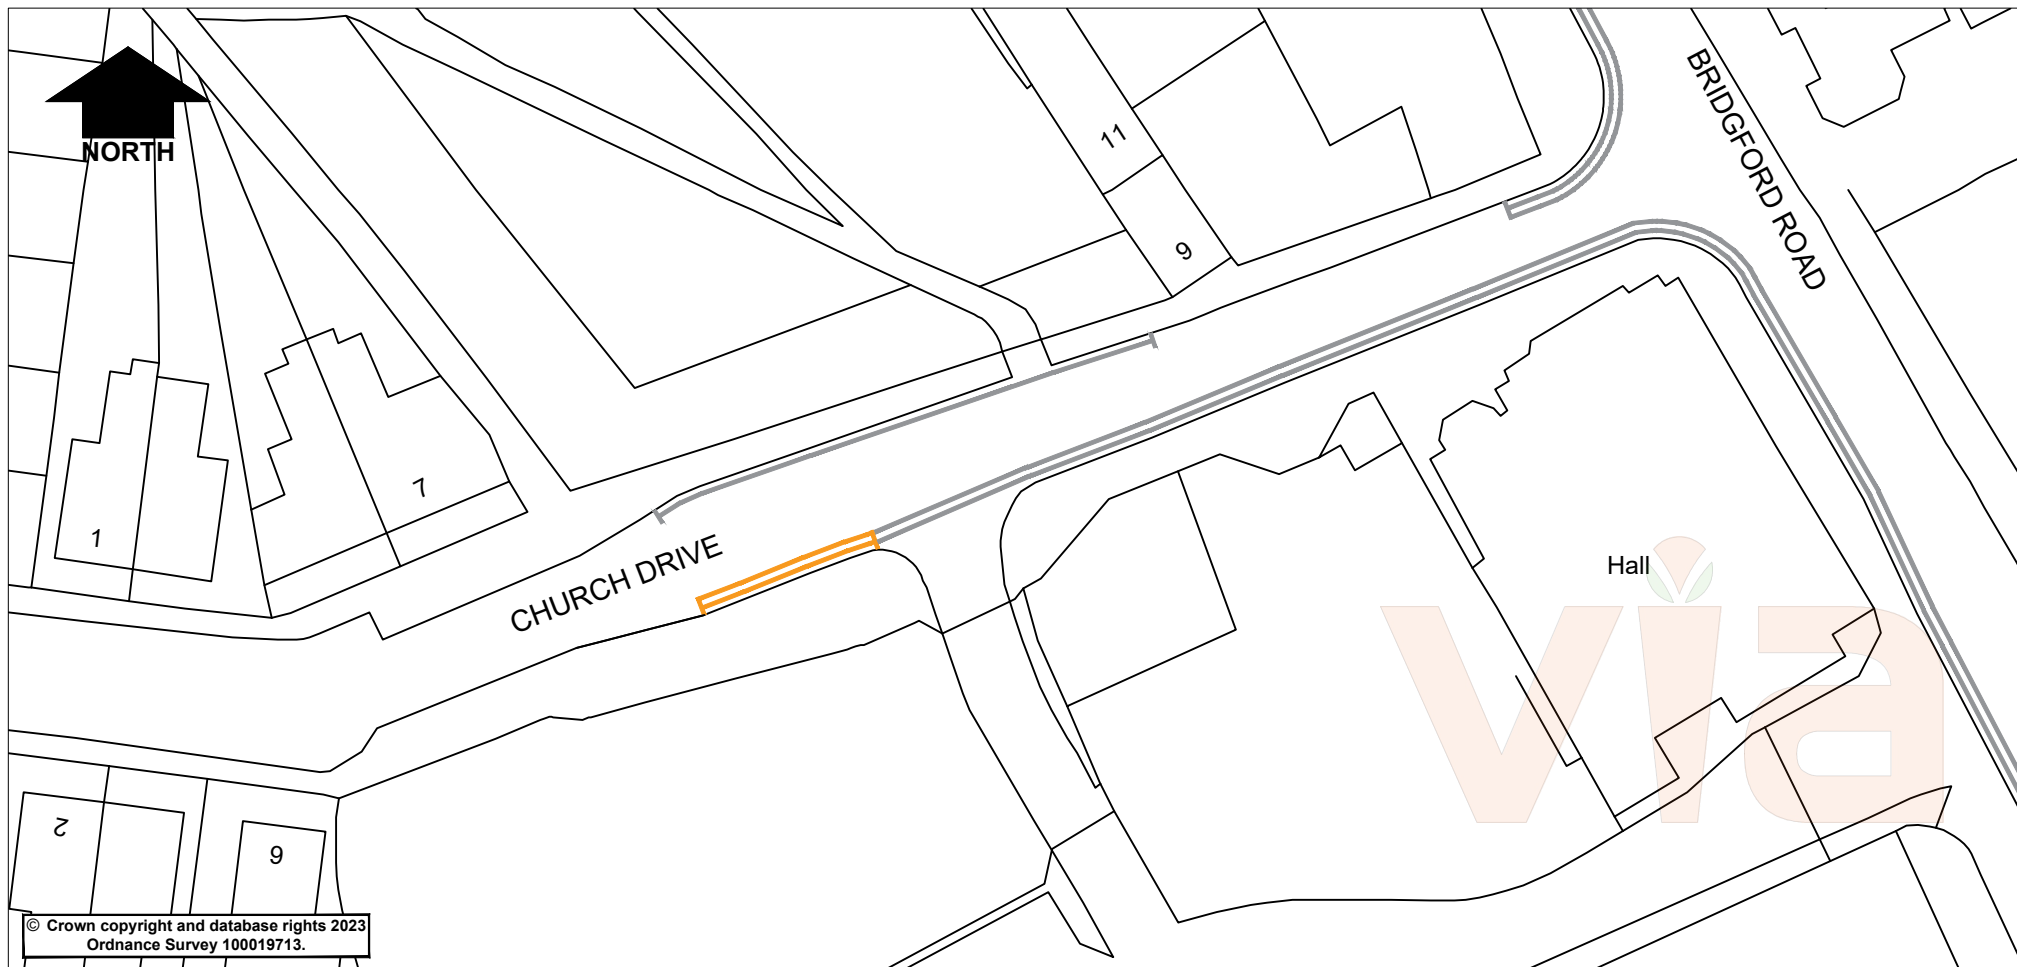 NORTH
BRIDGFORD ROAD
11
9
7
1
CHURCH DRIVE
Hall
via
2
6
© Crown copyright and database rights 2023
Ordnance Survey 100019713.